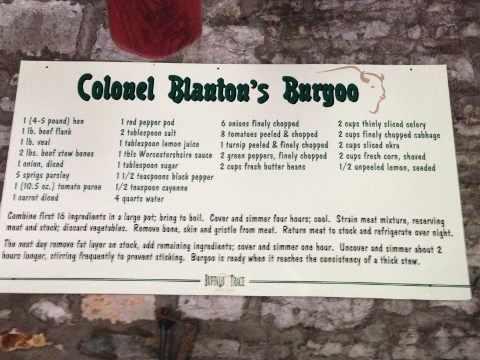 Colonel Blanton's Burgoo
1 (4-5 pound) hen
1 lb. beef flank
1 lb. veal
2 lbs. beef stew bones
1 onion, diced
5 sprigs parsley
1 (10.5 oz.) tomato puree
1 carrot diced
1 red pepper pod
2 tablespoon salt
1 tablespoon lemon juice
1 tbls Worcestershire sauce
1 tablespoon sugar
1 1/2 teaspoons black pepper
1/2 teaspoon cayenne
4 quarts water
6 onions finely chopped
8 tomatoes peeled & chopped
1 turnip peeled & finely chopped
2 green peppers, finely chopped
2 cups fresh butter beans
2 cups thinly sliced celery
2 cups finely chopped cabbage
2 cups sliced okra
2 cups fresh corn, shaved
1/2 unpeeled lemon, seeded
Combine first 16 ingredients in a large pot; bring to boil. Cover and simmer four hours; cool. Strain meat mixture, reserving
meat and stock; discard vegetables. Remove bone, skin and gristle from meat. Return meat to stock and refrigerate over night.
The next day remove fat layer on stock, add remaining ingredients; cover and simmer one hour. Uncover and simmer about 2
hours longer, stirring frequently to prevent sticking. Burgoo is ready when it reaches the consistency of a thick stew.
BUFFALO TRACE